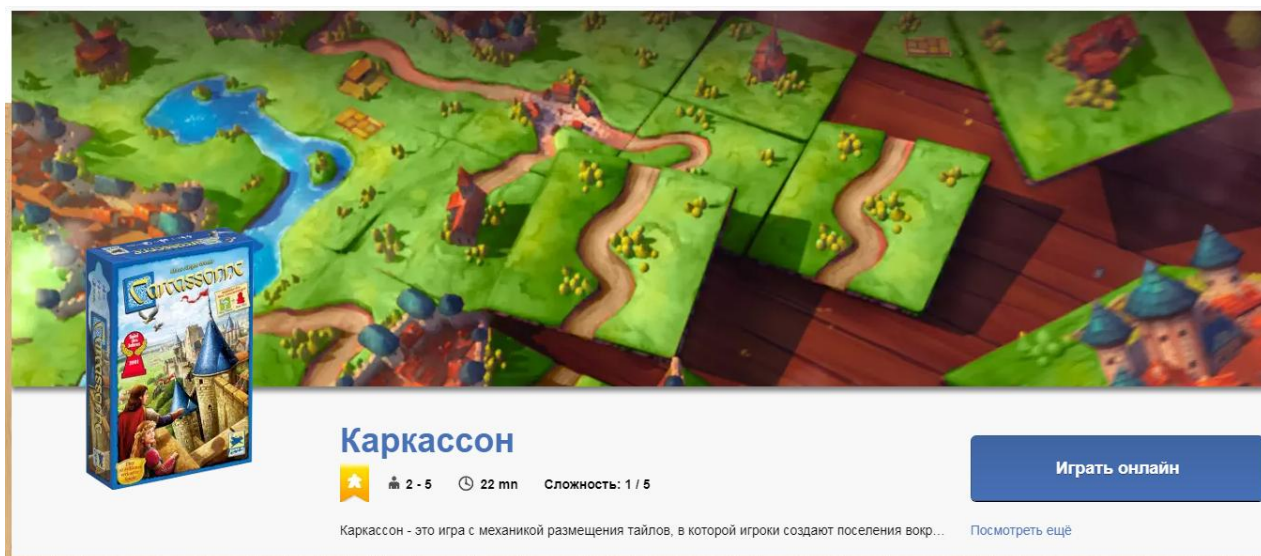 Carcassonne
Каркассон
2 - 5
22 mn
Сложность: 1 / 5
Играть онлайн
Каркассон - это игра с механикой размещения тайлов, в которой игроки создают поселения вокр...
Посмотреть ещё